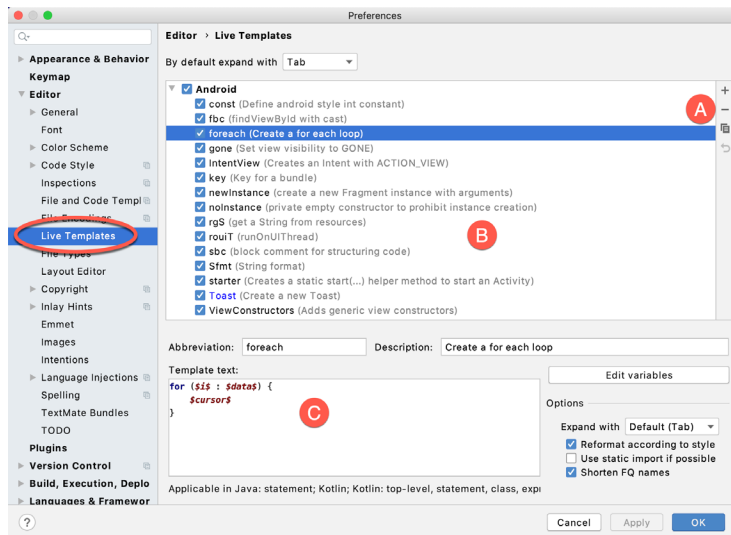 Preferences
Appearance & Behavior
Keymap
Editor
General
Font
Color Scheme
Code Style
Inspections
File and Code Templ
File Encodings
Live Templates
File Types
Layout Editor
Copyright
Inlay Hints
Emmet
Images
Intentions
Language Injections
Spelling
TextMate Bundles
TODO
Plugins
Version Control
Build, Execution, Deplo
Languages & Framewor
Editor › Live Templates
By default expand with Tab
Android
const (Define android style int constant)
fbc (findViewById with cast)
foreach (Create a for each loop)
gone (Set view visibility to GONE)
IntentView (Creates an Intent with ACTION_VIEW)
key (Key for a bundle)
newInstance (create a new Fragment instance with arguments)
noInstance (private empty constructor to prohibit instance creation)
rgS (get a String from resources)
rouiT (runOnUIThread)
sbc (block comment for structuring code)
Sfmt (String format)
starter (Creates a static start(...) helper method to start an Activity)
Toast (Create a new Toast)
ViewConstructors (Adds generic view constructors)
A
B
Abbreviation: foreach Description: Create a for each loop
Template text:
for ($i$ : $data$) {
$cursor$
}
C
Edit variables
Options
Expand with Default (Tab)
Reformat according to style
Use static import if possible
Shorten FQ names
Applicable in Java: statement; Kotlin; Kotlin: top-level, statement, class, expr
? Cancel Apply OK